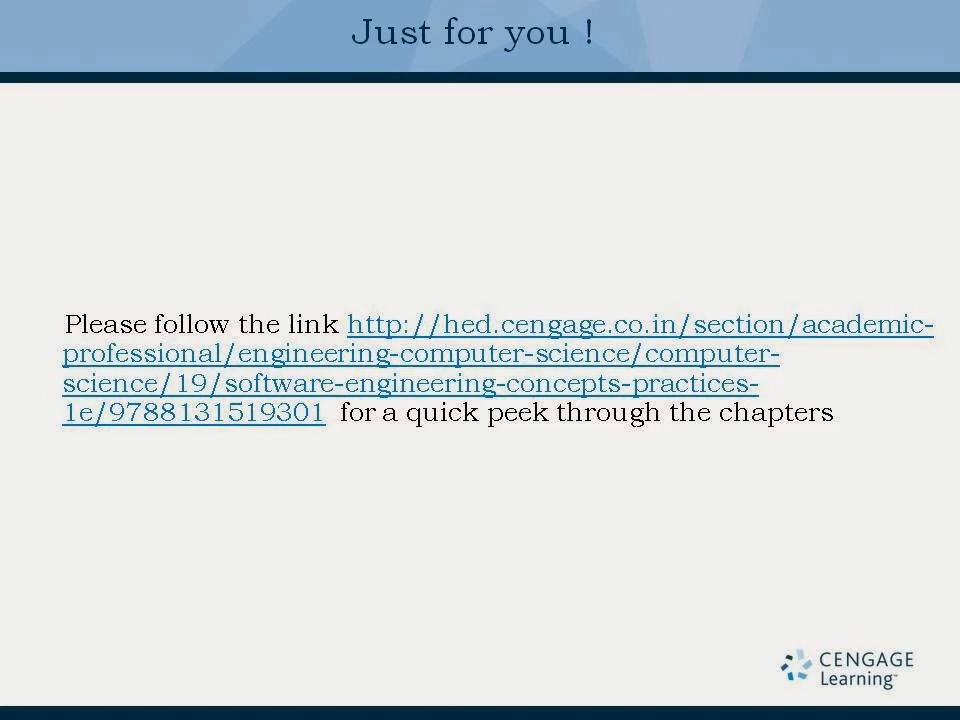 Just for you !
Please follow the link http://hed.cengage.co.in/section/academic-
professional/engineering-computer-science/computer-
science/19/software-engineering-concepts-practices-
1e/9788131519301 for a quick peek through the chapters
CENGAGE
Learning™